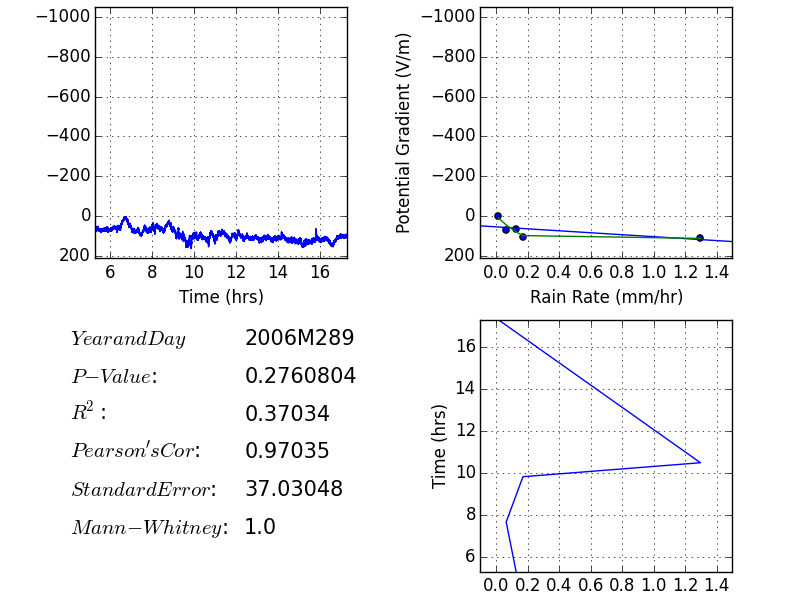 −1000
−800
−600
−400
−200
0
200
6 8 10 12 14 16
Time (hrs)
Potential Gradient (V/m)
−1000
−800
−600
−400
−200
0
200
0.0 0.2 0.4 0.6 0.8 1.0 1.2 1.4
Rain Rate (mm/hr)
YearandDay 2006M289
P−Value: 0.2760804
R²: 0.37034
Pearson′sCor: 0.97035
StandardError: 37.03048
Mann−Whitney: 1.0
Time (hrs)
16
14
12
10
8
6
0.0 0.2 0.4 0.6 0.8 1.0 1.2 1.4